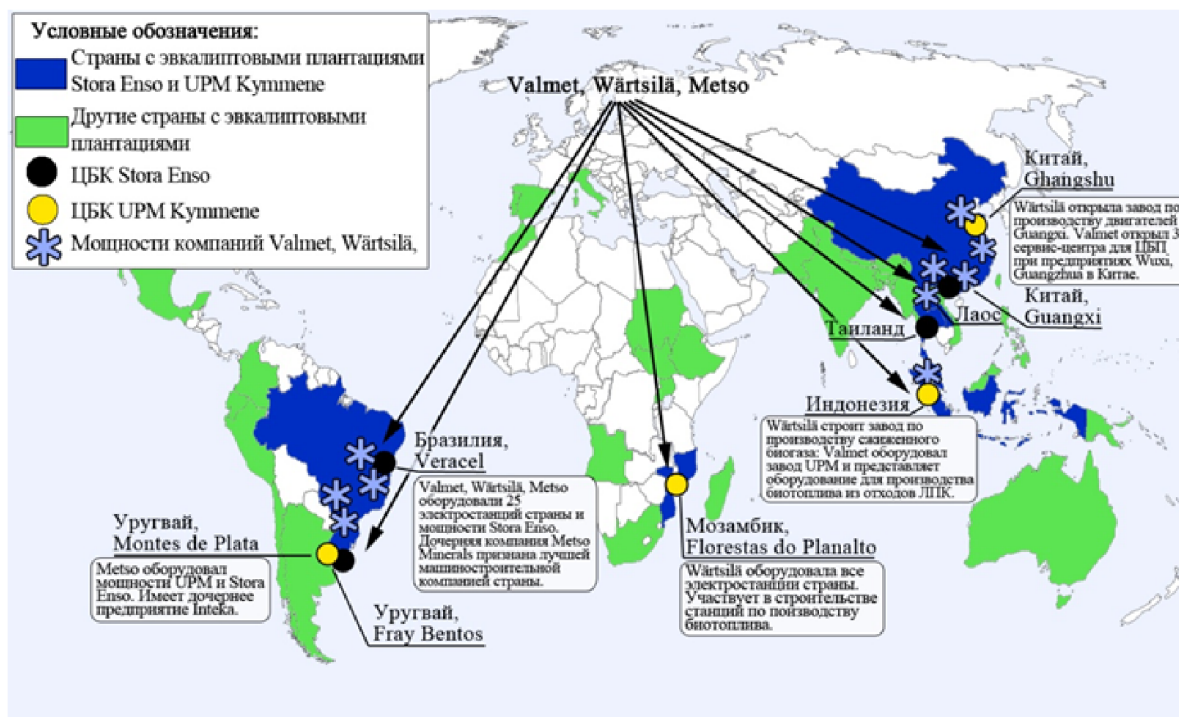 Условные обозначения:
Страны с эвкалиптовыми плантациями
Stora Enso и UPM Kymmene
Другие страны с эвкалиптовыми
плантациями
ЦБК Stora Enso
ЦБК UPM Kymmene
Мощности компаний Valmet, Wärtsilä,
Valmet, Wärtsilä, Metso
Китай,
Ghangshu
Wärtsilä открыла завод по
производству двигателей
Guangxi. Valmet открыл 3
сервис-центра для ЦБП
при предприятиях Wuxi,
Guangzhua в Китае.
Китай,
Guangxi
Лаос
Таиланд
Индонезия
Wärtsilä строит завод по
производству сжиженного
биогаза: Valmet оборудовал
завод UPM и представляет
оборудование для производства
биотоплива из отходов ЛПК.
Бразилия,
Veracel
Valmet, Wärtsilä, Metso
оборудовали 25
электростанций страны и
мощности Stora Enso.
Дочерняя компания Metso
Minerals признана лучшей
машиностроительной
компанией страны.
Уругвай,
Montes de Plata
Metso оборудовал
мощности UPM и Stora
Enso. Имеет дочернее
предприятие Inteka.
Уругвай,
Fray Bentos
Мозамбик,
Florestas do Planalto
Wärtsilä оборудовала все
электростанции страны.
Участвует в строительстве
станций по поизводству
биотоплива.